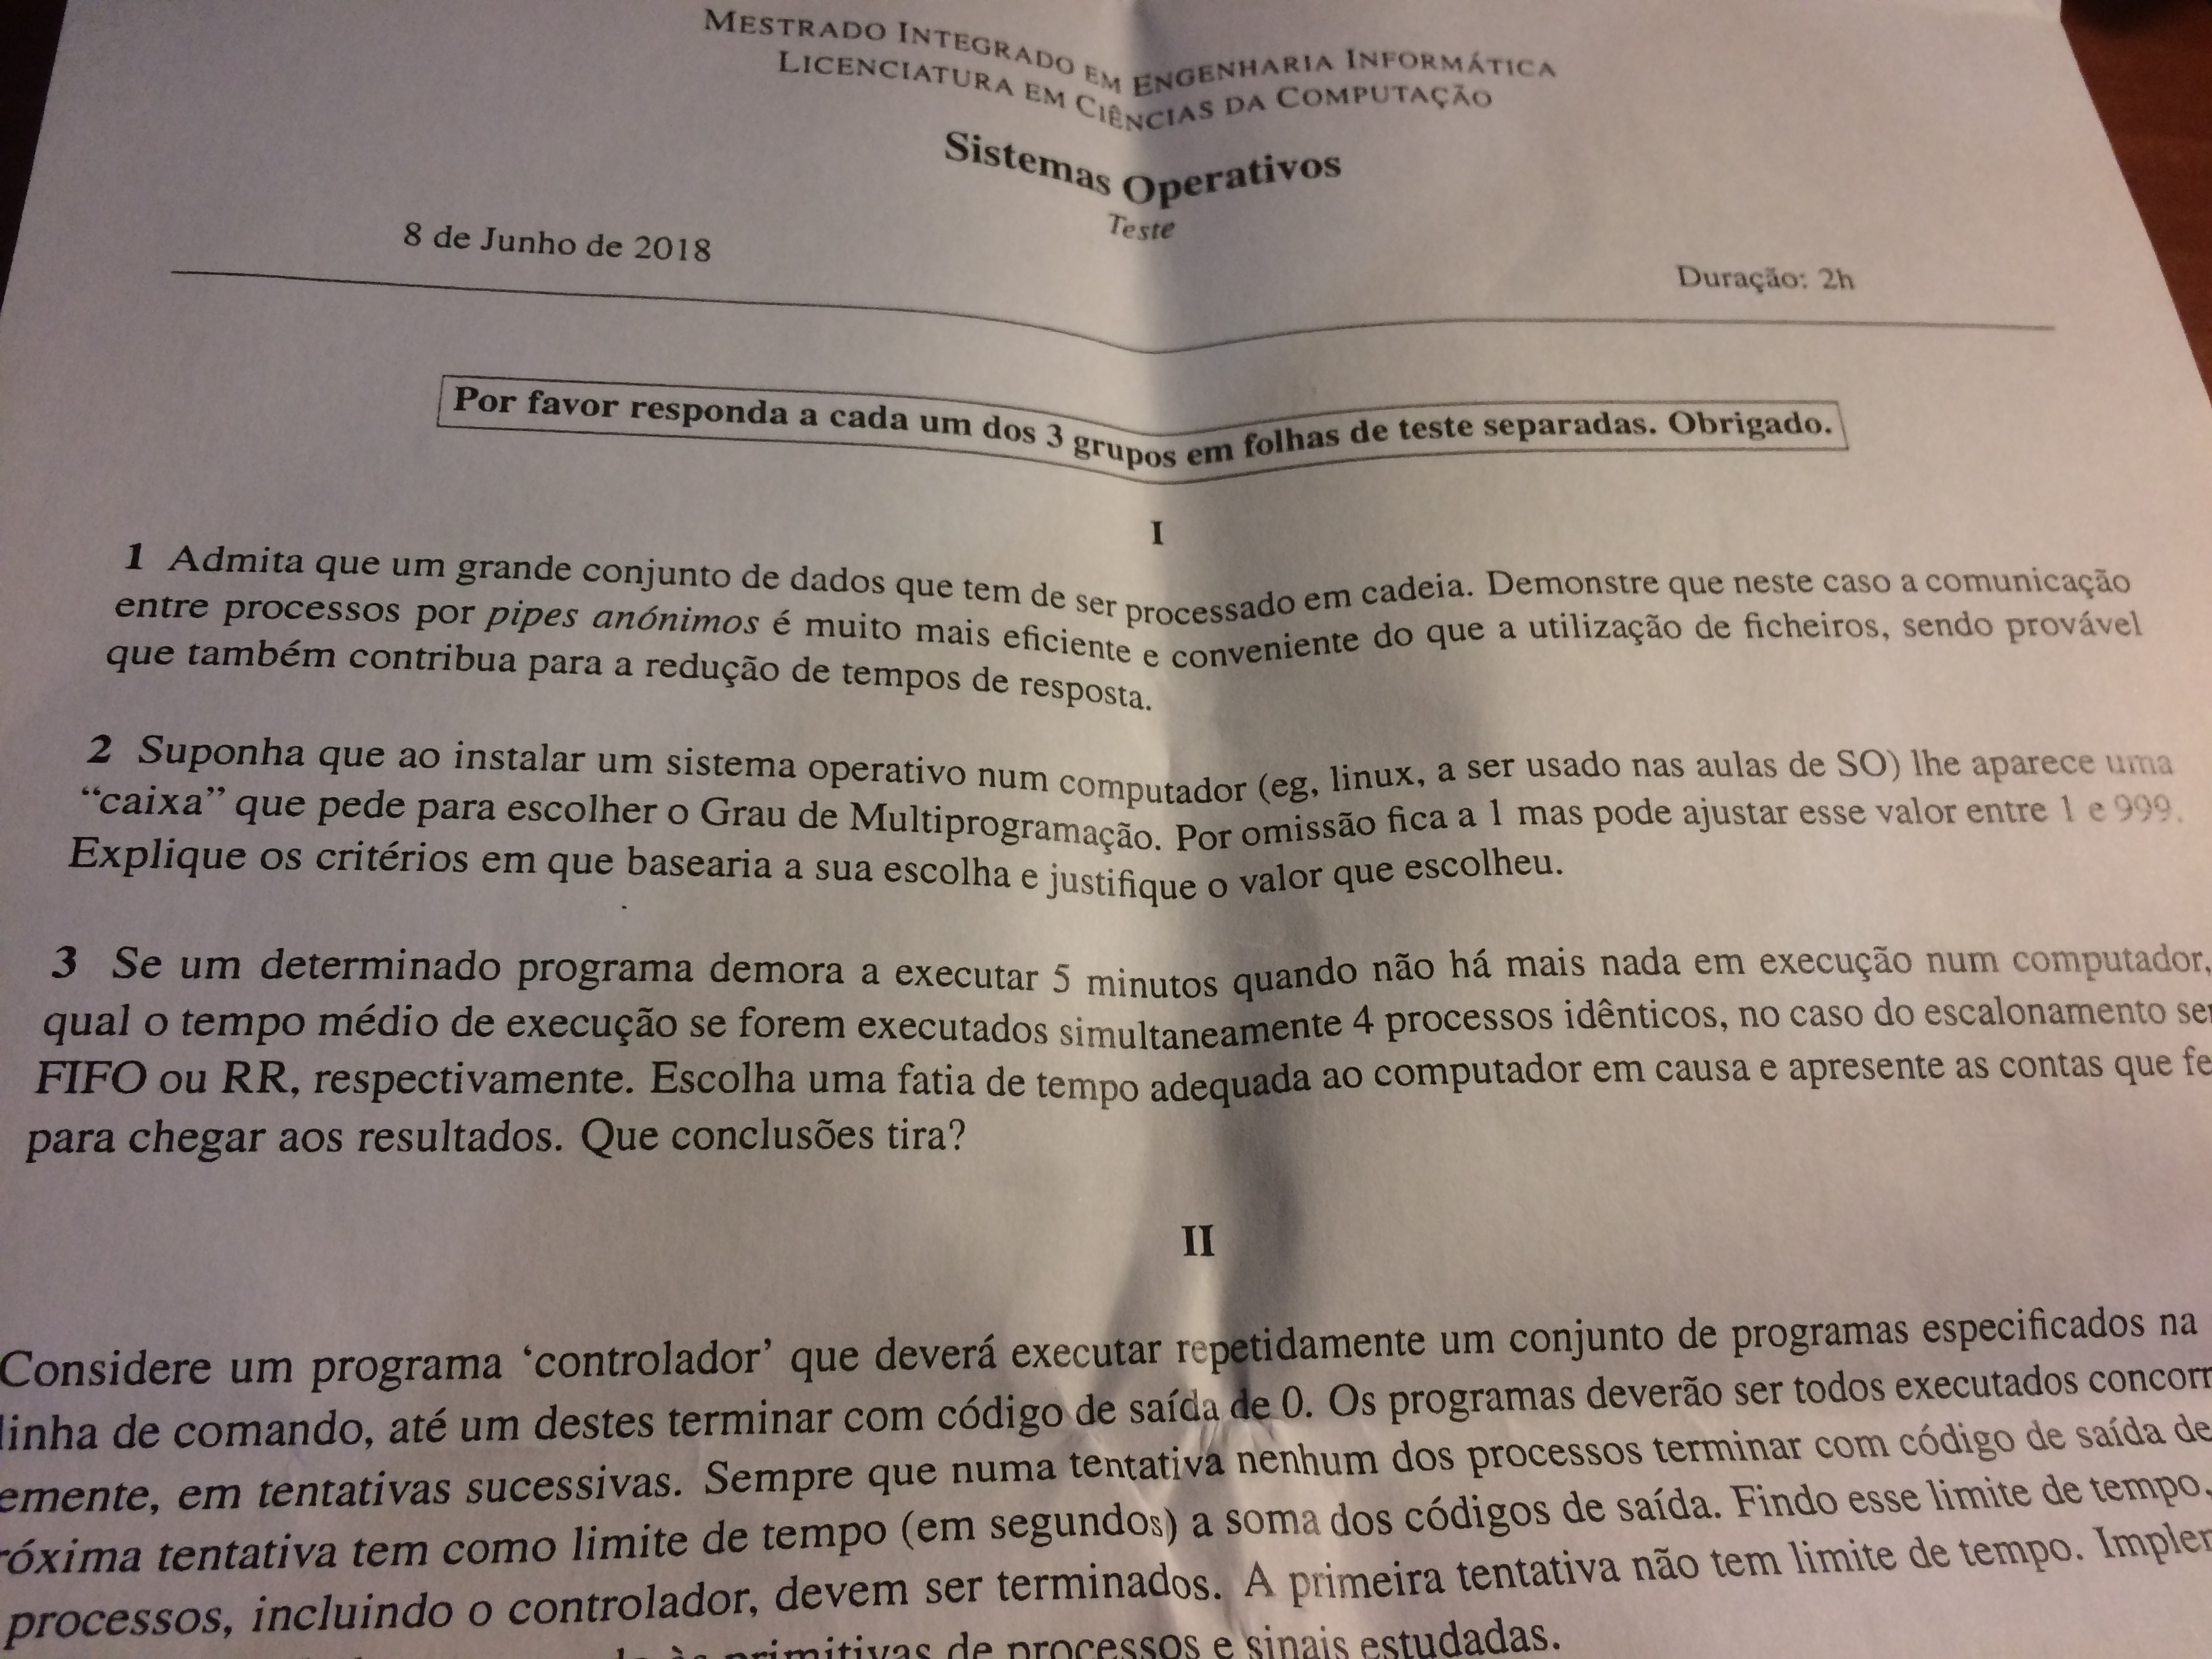 MESTRADO INTEGRADO EM ENGENHARIA INFORMÁTICA
LICENCIATURA EM CIÊNCIAS DA COMPUTAÇÃO
Sistemas Operativos
Teste
8 de Junho de 2018
Duração: 2h
Por favor responda a cada um dos 3 grupos em folhas de teste separadas. Obrigado.
I
1 Admita que um grande conjunto de dados que tem de ser processado em cadeia. Demonstre que neste caso a comunicação
entre processos por pipes anónimos é muito mais eficiente e conveniente do que a utilização de ficheiros, sendo provável
que também contribua para a redução de tempos de resposta.
2 Suponha que ao instalar um sistema operativo num computador (eg, linux, a ser usado nas aulas de SO) lhe aparece uma
“caixa” que pede para escolher o Grau de Multiprogramação. Por omissão fica a 1 mas pode ajustar esse valor entre 1 e 999.
Explique os critérios em que basearia a sua escolha e justifique o valor que escolheu.
3 Se um determinado programa demora a executar 5 minutos quando não há mais nada em execução num computador,
qual o tempo médio de execução se forem executados simultaneamente 4 processos idênticos, no caso do escalonamento se
FIFO ou RR, respectivamente. Escolha uma fatia de tempo adequada ao computador em causa e apresente as contas que fe
para chegar aos resultados. Que conclusões tira?
II
Considere um programa ‘controlador’ que deverá executar repetidamente um conjunto de programas especificados na
linha de comando, até um destes terminar com código de saída de 0. Os programas deverão ser todos executados concorr
emente, em tentativas sucessivas. Sempre que numa tentativa nenhum dos processos terminar com código de saída de
róxima tentativa tem como limite de tempo (em segundos) a soma dos códigos de saída. Findo esse limite de tempo,
processos, incluindo o controlador, devem ser terminados. A primeira tentativa não tem limite de tempo. Implem
às primitivas de processos e sinais estudadas.